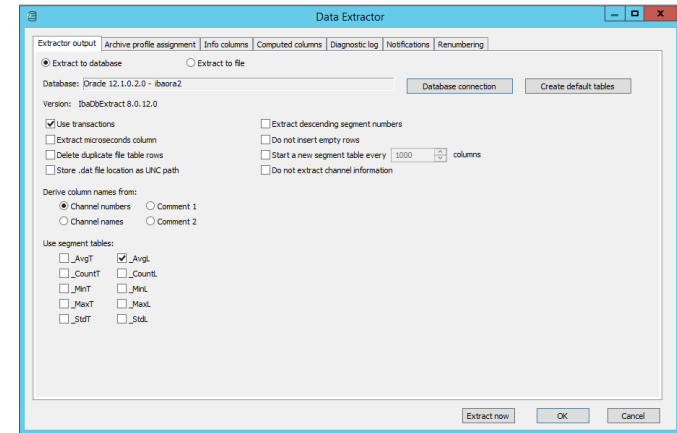 Data Extractor
Extractor output Archive profile assignment Info columns Computed columns Diagnostic log Notifications Renumbering
Extract to database Extract to file
Database: Oracle 12.1.0.2.0 - ibaora2 Database connection Create default tables
Version: IbaDbExtract 8.0.12.0
Use transactions Extract descending segment numbers
Extract microseconds column Do not insert empty rows
Delete duplicate file table rows Start a new segment table every 1000 columns
Store .dat file location as UNC path Do not extract channel information
Derive column names from:
Channel numbers Comment 1
Channel names Comment 2
Use segment tables:
_AvgT _AvgL
_CountT _CountL
_MinT _MinL
_MaxT _MaxL
_StdT _StdL
Extract now OK Cancel